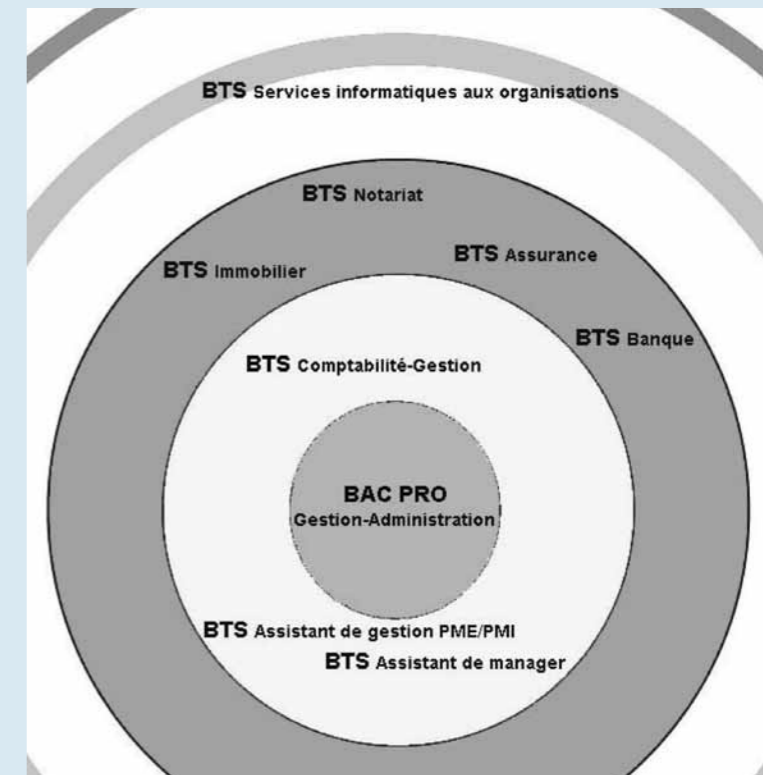 BTS Services informatiques aux organisations
BTS Notariat
BTS Assurance
BTS Immobilier
BTS Banque
BTS Comptabilité-Gestion
BAC PRO
Gestion-Administration
BTS Assistant de gestion PME/PMI
BTS Assistant de manager